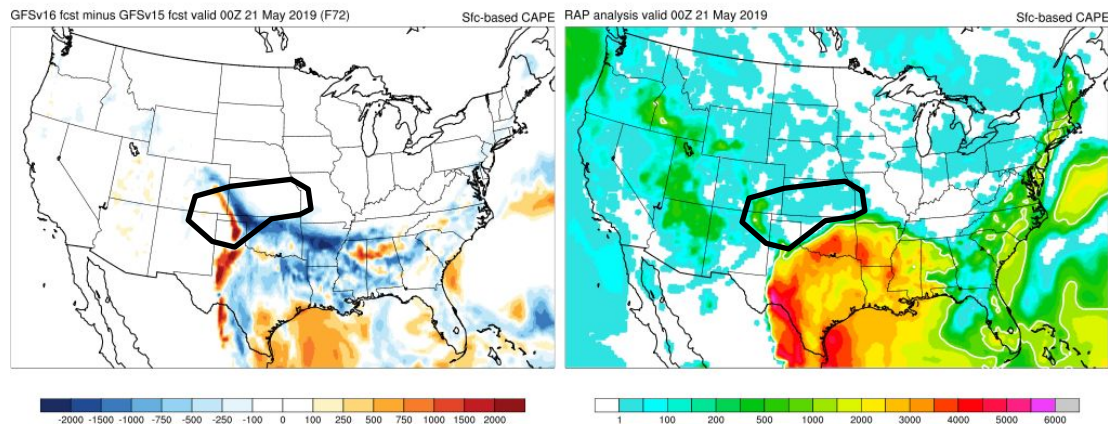 GFSv16 fcst minus GFSv15 fcst valid 00Z 21 May 2019 (F72) Sfc-based CAPE
RAP analysis valid 00Z 21 May 2019 Sfc-based CAPE
-2000 -1500 -1000 -750 -500 -250 -100 0 100 250 500 750 1000 1500 2000
1 100 200 500 1000 2000 3000 4000 5000 6000